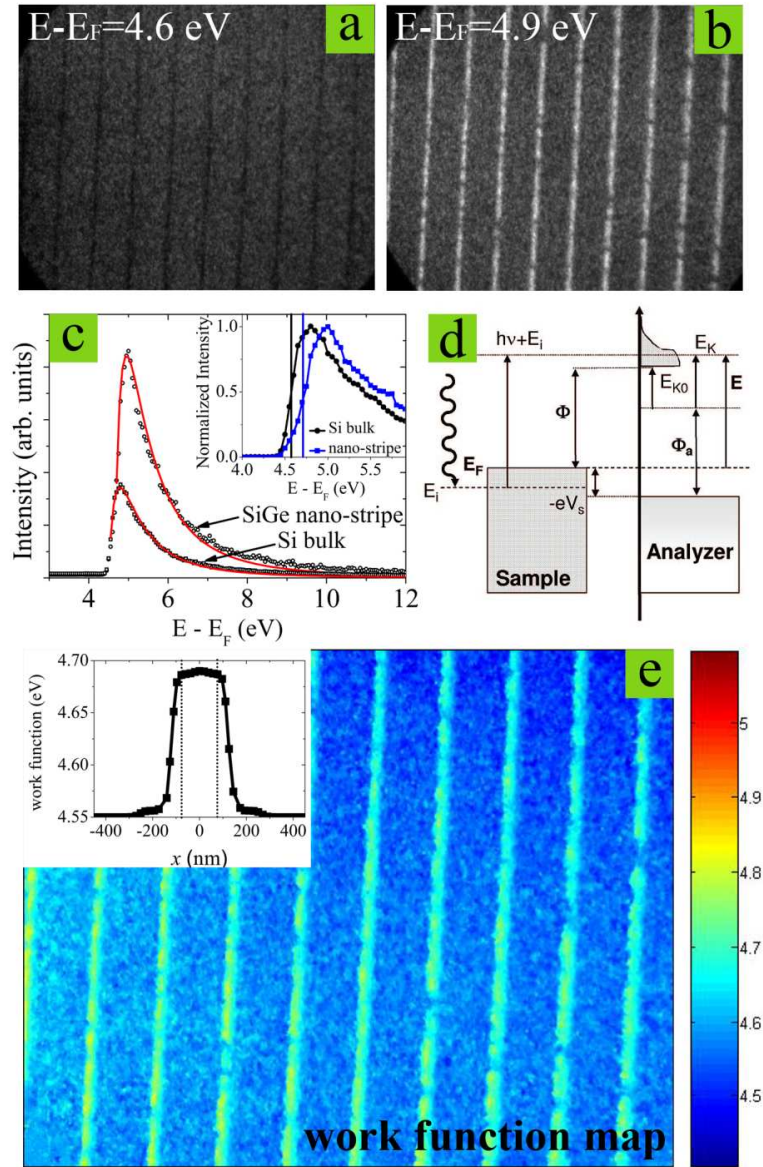 E-EF=4.6 eV
a
E-EF=4.9 eV
b
c
Intensity (arb. units)
4 6 8 10 12
E - EF (eV)
SiGe nano-stripe
Si bulk
Normalized Intensity
1.0
0.5
0.0
4.0 4.5 5.0 5.5
E - EF (eV)
Si bulk
nano-stripe
d
hν+Ei
EK
EK0
E
Φ
Φa
EF
Ei
-eVs
Sample
Analyzer
e
work function (eV)
4.70
4.65
4.60
4.55
-400 -200 0 200 400
x (nm)
work function map
5
4.9
4.8
4.7
4.6
4.5